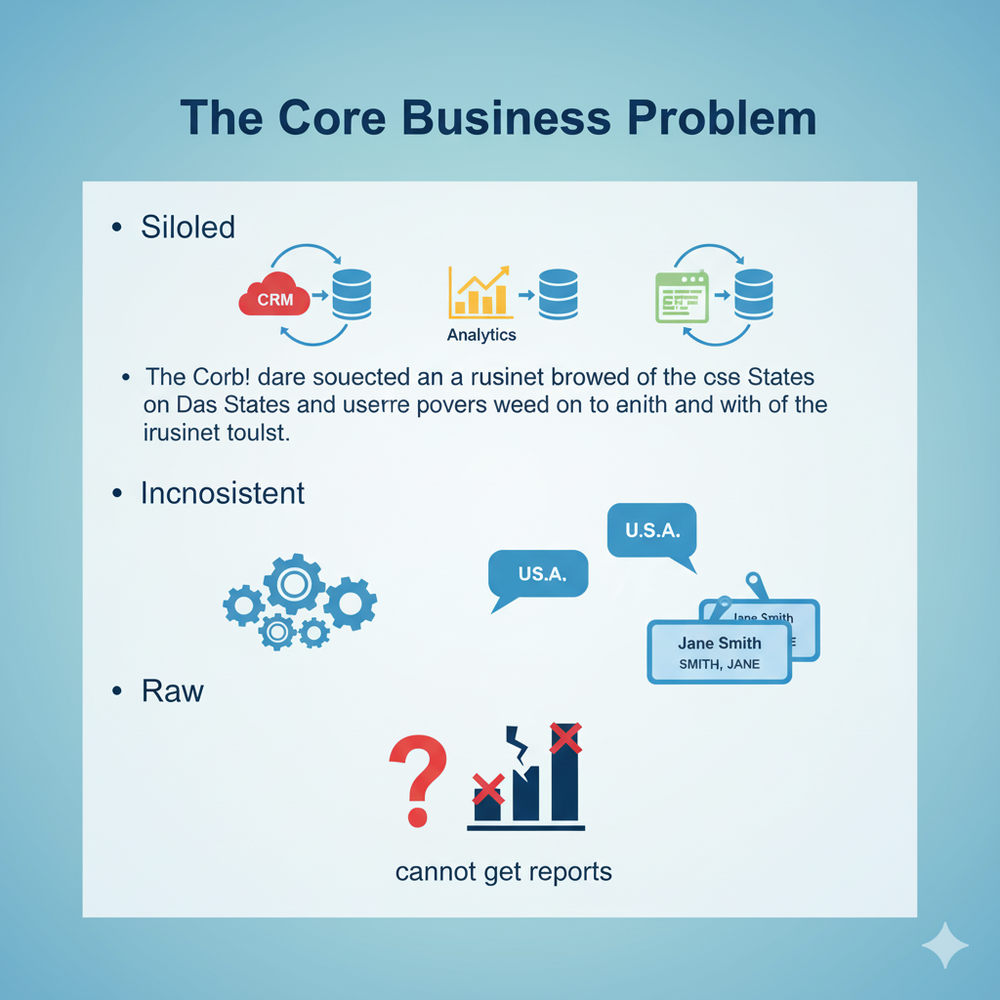 The Core Business Problem
• Siloled
CRM
Analytics
• The Corb! dare souected an a rusinet browed of the cse States
on Das States and userre povers weed on to enith and with of the
irusinet toulst.
• Incnosistent
U.S.A.
US.A.
Jane Smith
E
Jane Smith
SMITH, JANE
• Raw
?
cannot get reports